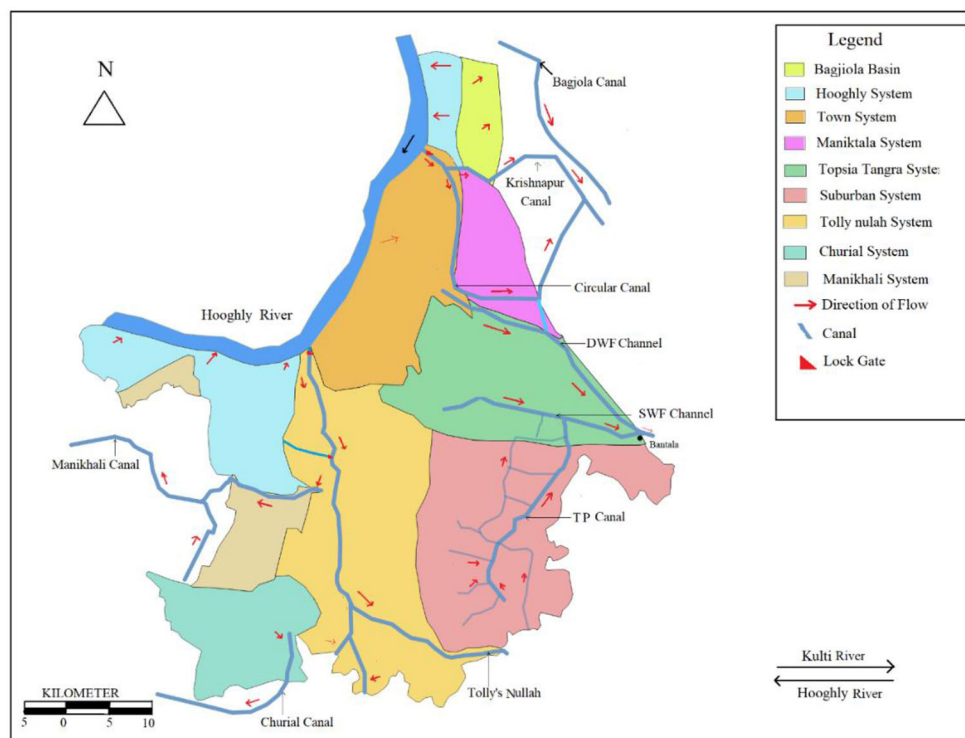 N
Bagjola Canal
Krishnapur
Canal
Circular Canal
Hooghly River
DWF Channel
SWF Channel
Bantala
Manikhali Canal
TP Canal
Tolly's Nullah
Churial Canal
KILOMETER
5 0 5 10
Legend
Bagjiola Basin
Hooghly System
Town System
Maniktala System
Topsia Tangra Syste
Suburban System
Tolly nulah System
Churial System
Manikhali System
Direction of Flow
Canal
Lock Gate
Kulti River
Hooghly River